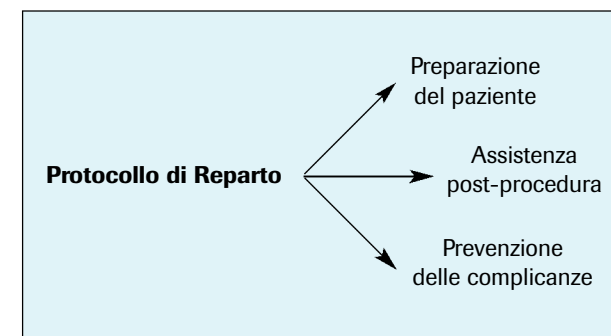 Preparazione
del paziente
Protocollo di Reparto
Assistenza
post-procedura
Prevenzione
delle complicanze